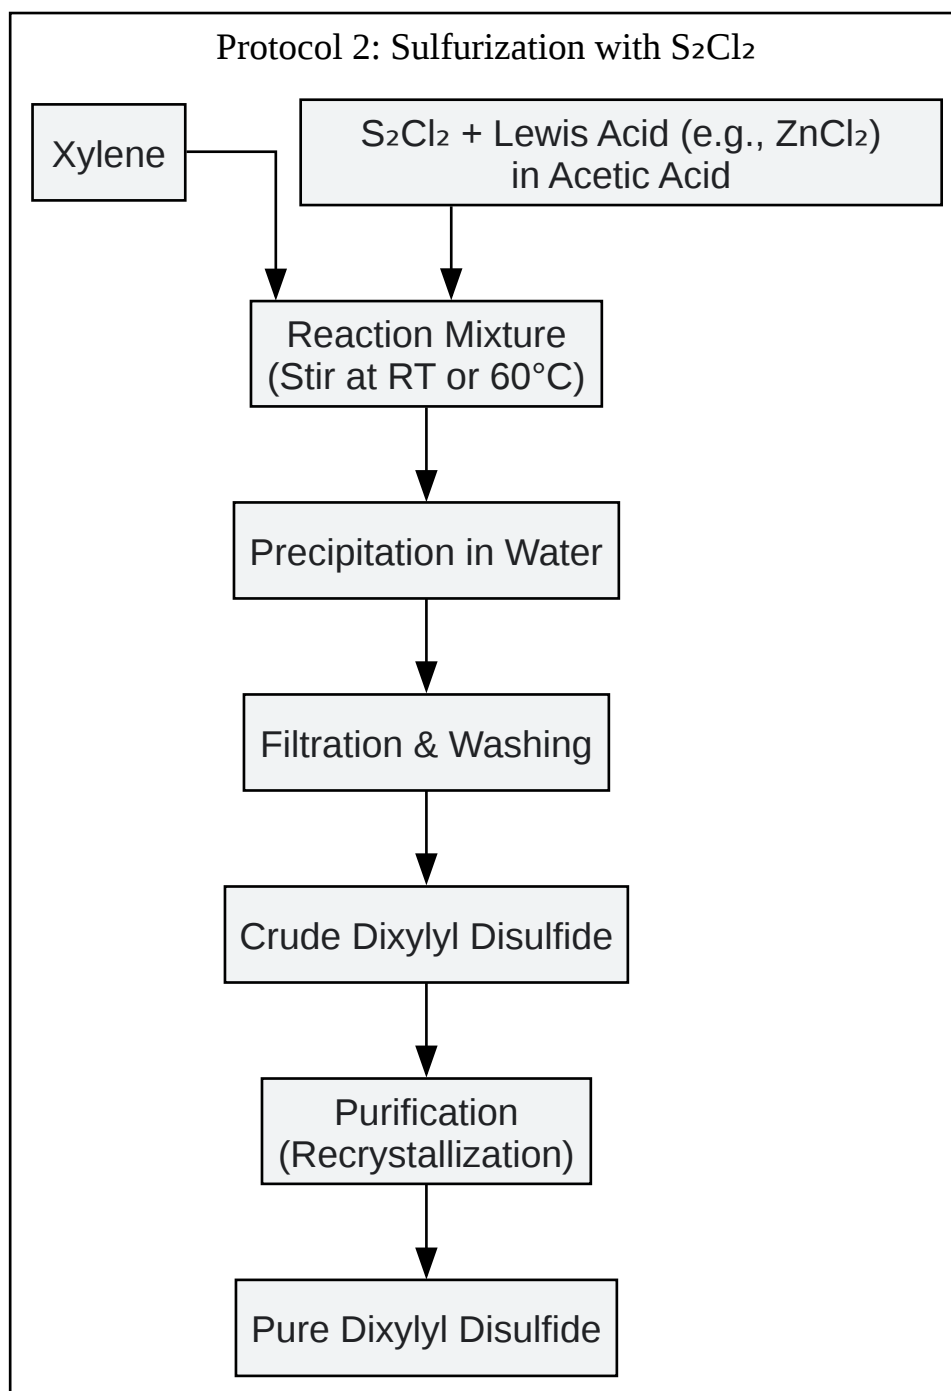 Protocol 2: Sulfurization with S₂Cl₂
Xylene
S₂Cl₂ + Lewis Acid (e.g., ZnCl₂)
in Acetic Acid
Reaction Mixture
(Stir at RT or 60°C)
Precipitation in Water
Filtration & Washing
Crude Dixylyl Disulfide
Purification
(Recrystallization)
Pure Dixylyl Disulfide